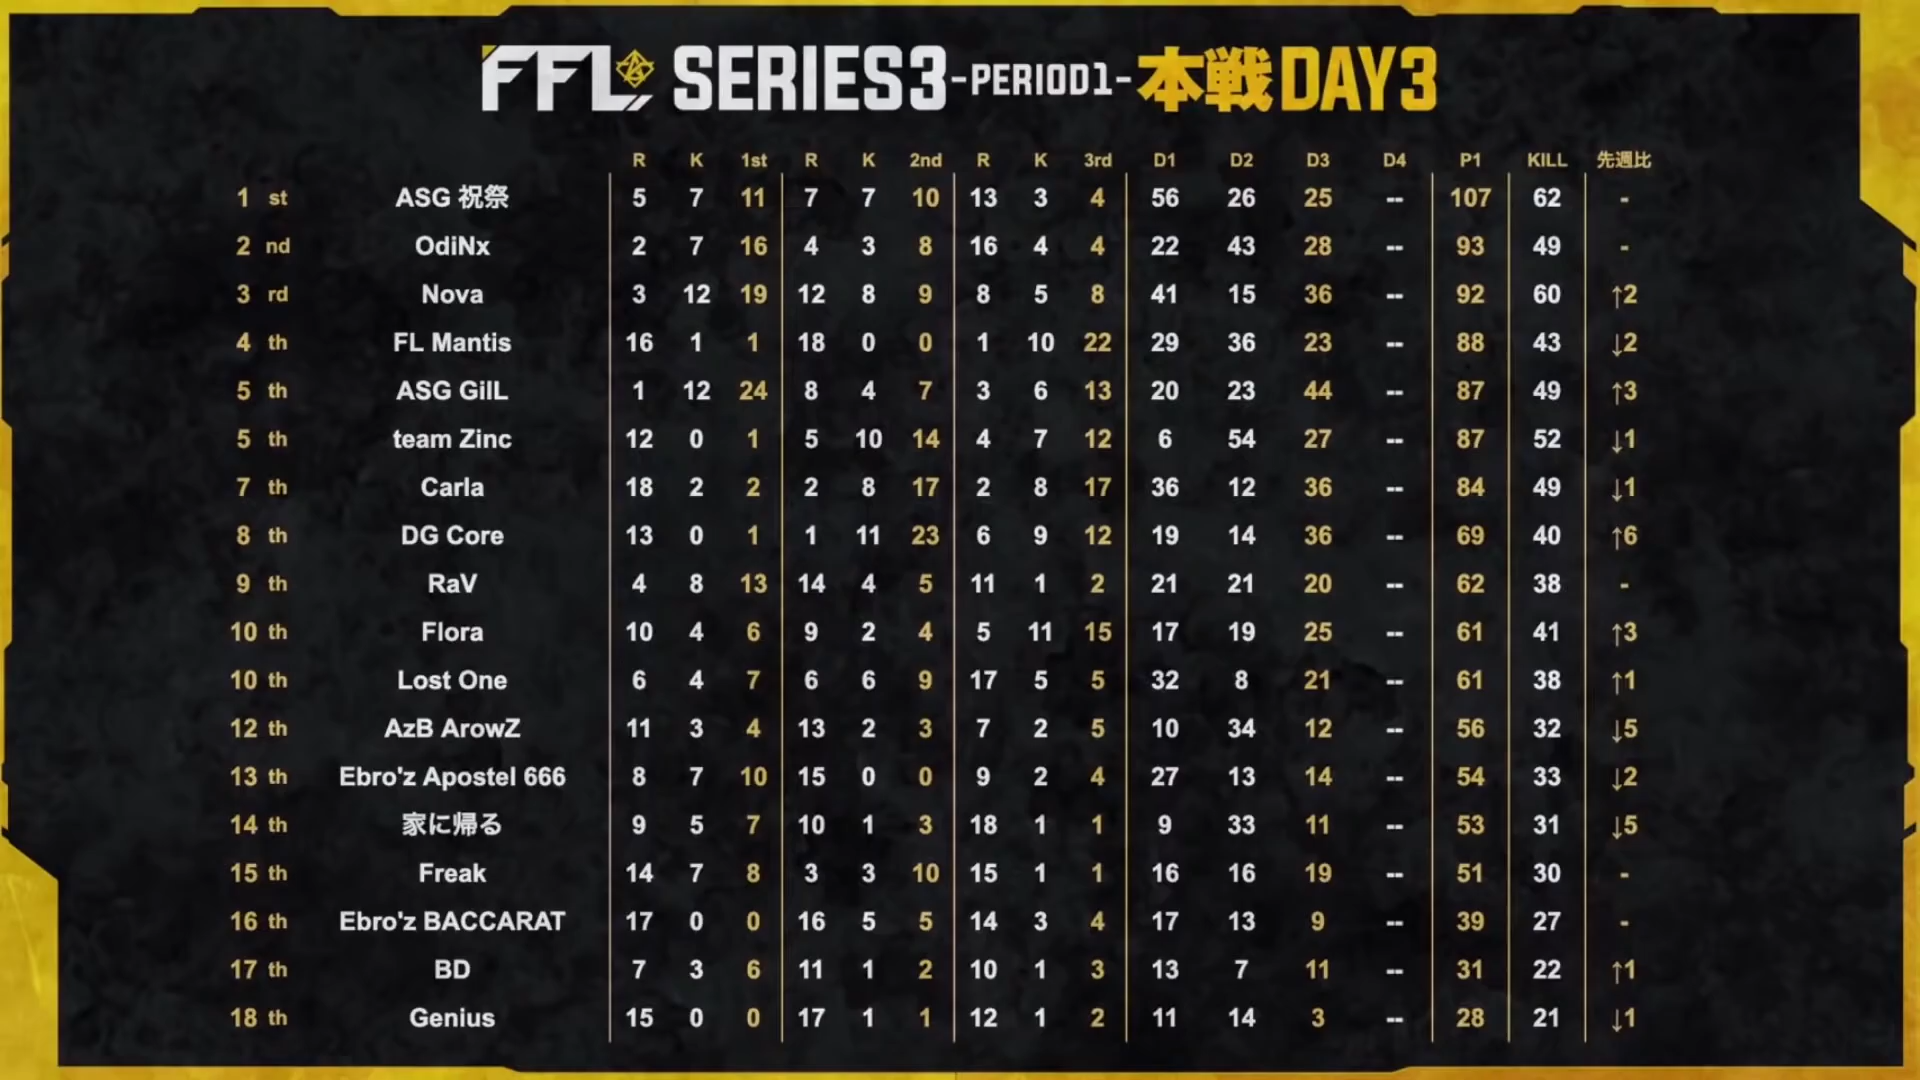 FFL SERIES3 -PERIOD1- 本戦 DAY3
R K 1st R K 2nd R K 3rd D1 D2 D3 D4 P1 KILL 先週比
1 st ASG 祝祭 5 7 11 7 7 10 13 3 4 56 26 25 -- 107 62 -
2 nd OdiNx 2 7 16 4 3 8 16 4 4 22 43 28 -- 93 49 -
3 rd Nova 3 12 19 12 8 9 8 5 8 41 15 36 -- 92 60 ↑2
4 th FL Mantis 16 1 1 18 0 0 1 10 22 29 36 23 -- 88 43 ↓2
5 th ASG GilL 1 12 24 8 4 7 3 6 13 20 23 44 -- 87 49 ↑3
5 th team Zinc 12 0 1 5 10 14 4 7 12 6 54 27 -- 87 52 ↓1
7 th Carla 18 2 2 2 8 17 2 8 17 36 12 36 -- 84 49 ↓1
8 th DG Core 13 0 1 1 11 23 6 9 12 19 14 36 -- 69 40 ↑6
9 th RaV 4 8 13 14 4 5 11 1 2 21 21 20 -- 62 38 -
10 th Flora 10 4 6 9 2 4 5 11 15 17 19 25 -- 61 41 ↑3
10 th Lost One 6 4 7 6 6 9 17 5 5 32 8 21 -- 61 38 ↑1
12 th AzB ArowZ 11 3 4 13 2 3 7 2 5 10 34 12 -- 56 32 ↓5
13 th Ebro'z Apostel 666 8 7 10 15 0 0 9 2 4 27 13 14 -- 54 33 ↓2
14 th 家に帰る 9 5 7 10 1 3 18 1 1 9 33 11 -- 53 31 ↓5
15 th Freak 14 7 8 3 3 10 15 1 1 16 16 19 -- 51 30 -
16 th Ebro'z BACCARAT 17 0 0 16 5 5 14 3 4 17 13 9 -- 39 27 -
17 th BD 7 3 6 11 1 2 10 1 3 13 7 11 -- 31 22 ↑1
18 th Genius 15 0 0 17 1 1 12 1 2 11 14 3 -- 28 21 ↓1